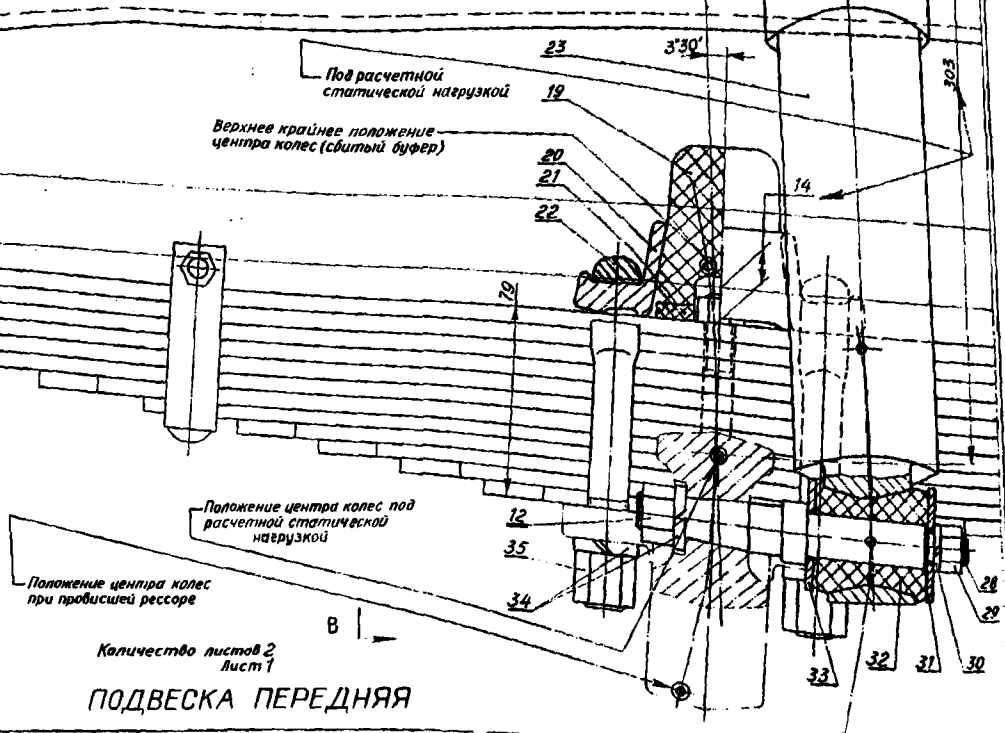 23
3°30'
Под расчетной
статической нагрузкой
19
303
Верхнее крайнее положение
центра колес (сбитый буфер)
20
21
22
14
79
Положение центра колес под
расчетной статической
нагрузкой
12
35
34
Положение центра колес
при провисшей рессоре
В
28
29
30
31
32
33
Количество листов 2
Лист 1
ПОДВЕСКА ПЕРЕДНЯЯ